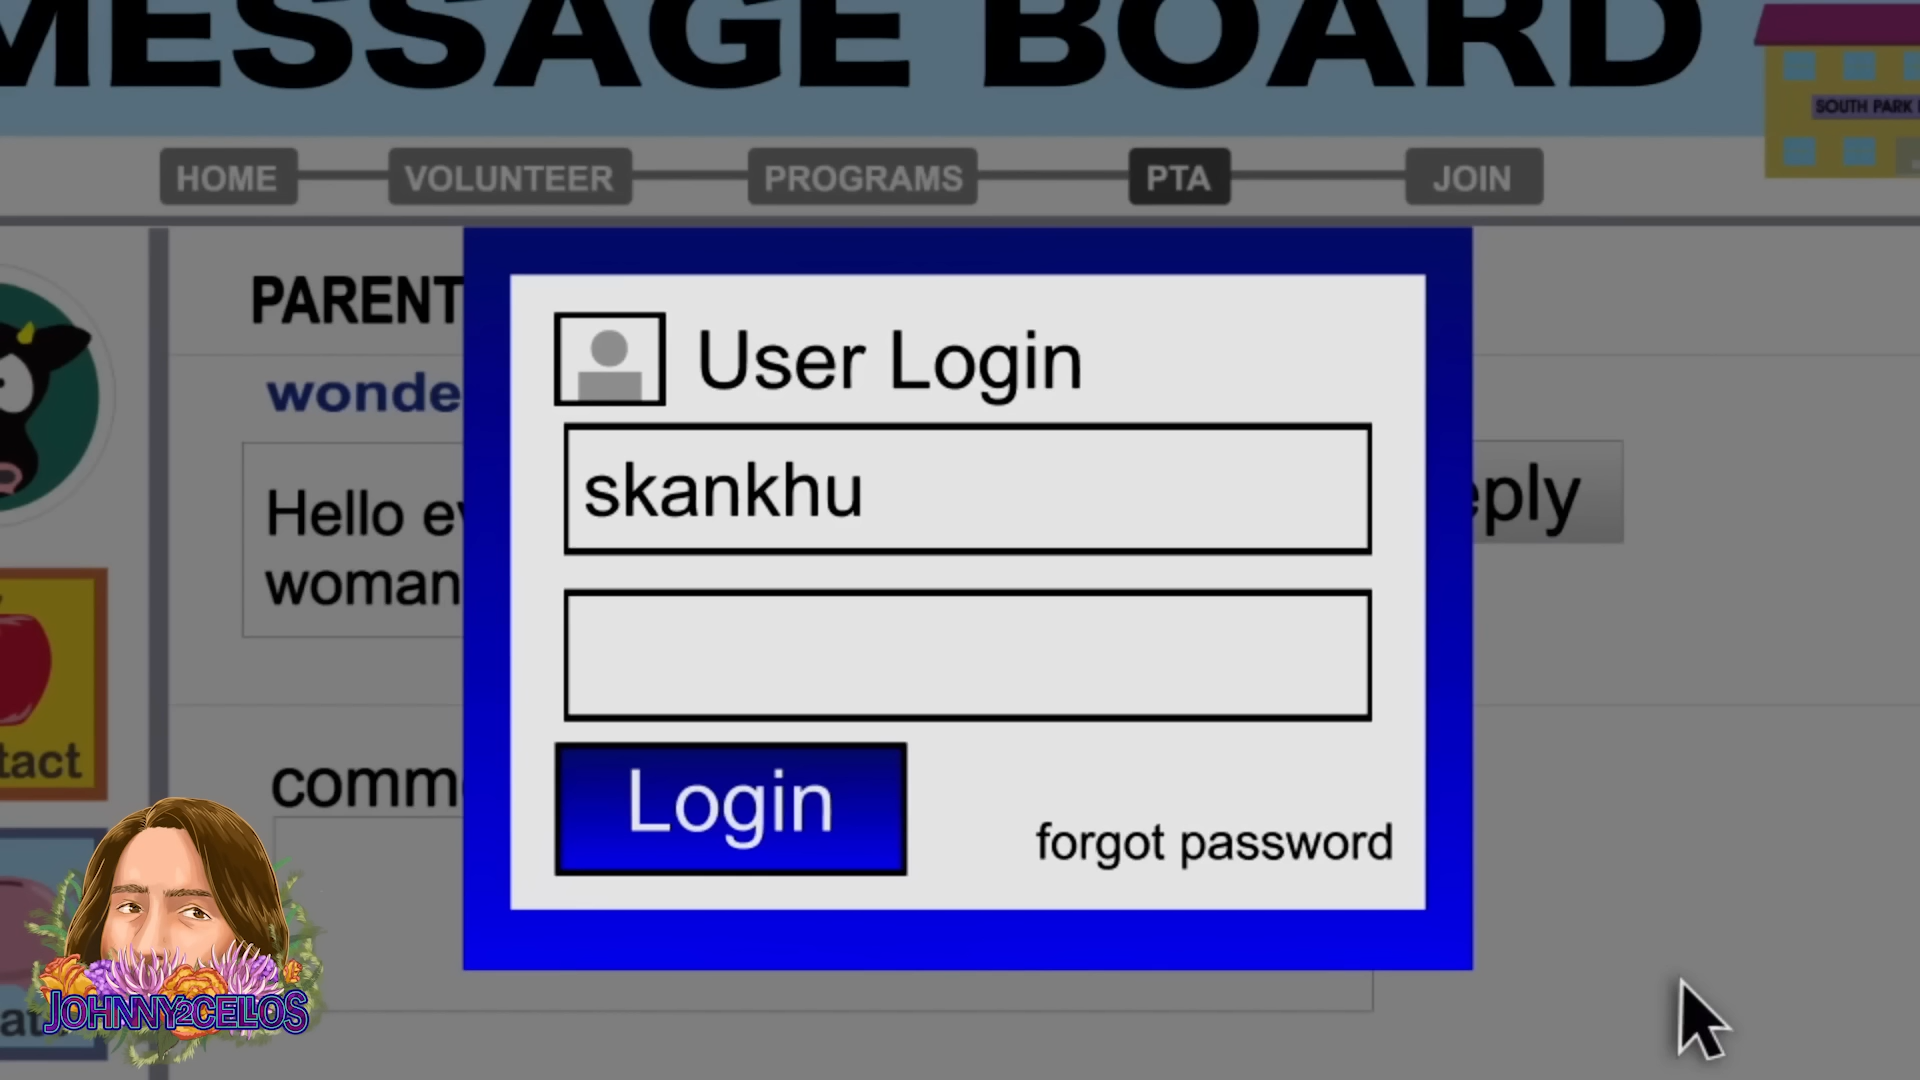 MESSAGE BOARD
SOUTH PARK
HOME VOLUNTEER PROGRAMS PTA JOIN
PARENT
wonde
User Login
skankhu
Hello ev
woman
eply
tact
comm
Login
forgot password
JOHNNY2CELLOS